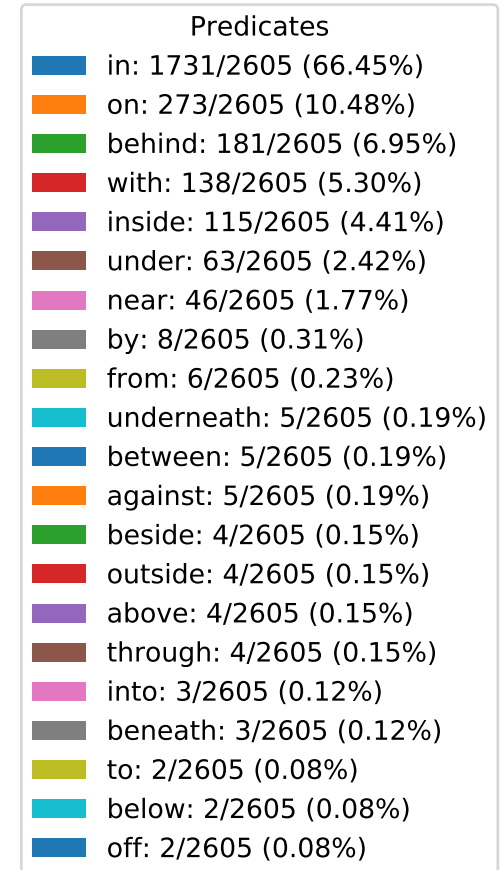 Predicates
in: 1731/2605 (66.45%)
on: 273/2605 (10.48%)
behind: 181/2605 (6.95%)
with: 138/2605 (5.30%)
inside: 115/2605 (4.41%)
under: 63/2605 (2.42%)
near: 46/2605 (1.77%)
by: 8/2605 (0.31%)
from: 6/2605 (0.23%)
underneath: 5/2605 (0.19%)
between: 5/2605 (0.19%)
against: 5/2605 (0.19%)
beside: 4/2605 (0.15%)
outside: 4/2605 (0.15%)
above: 4/2605 (0.15%)
through: 4/2605 (0.15%)
into: 3/2605 (0.12%)
beneath: 3/2605 (0.12%)
to: 2/2605 (0.08%)
below: 2/2605 (0.08%)
off: 2/2605 (0.08%)